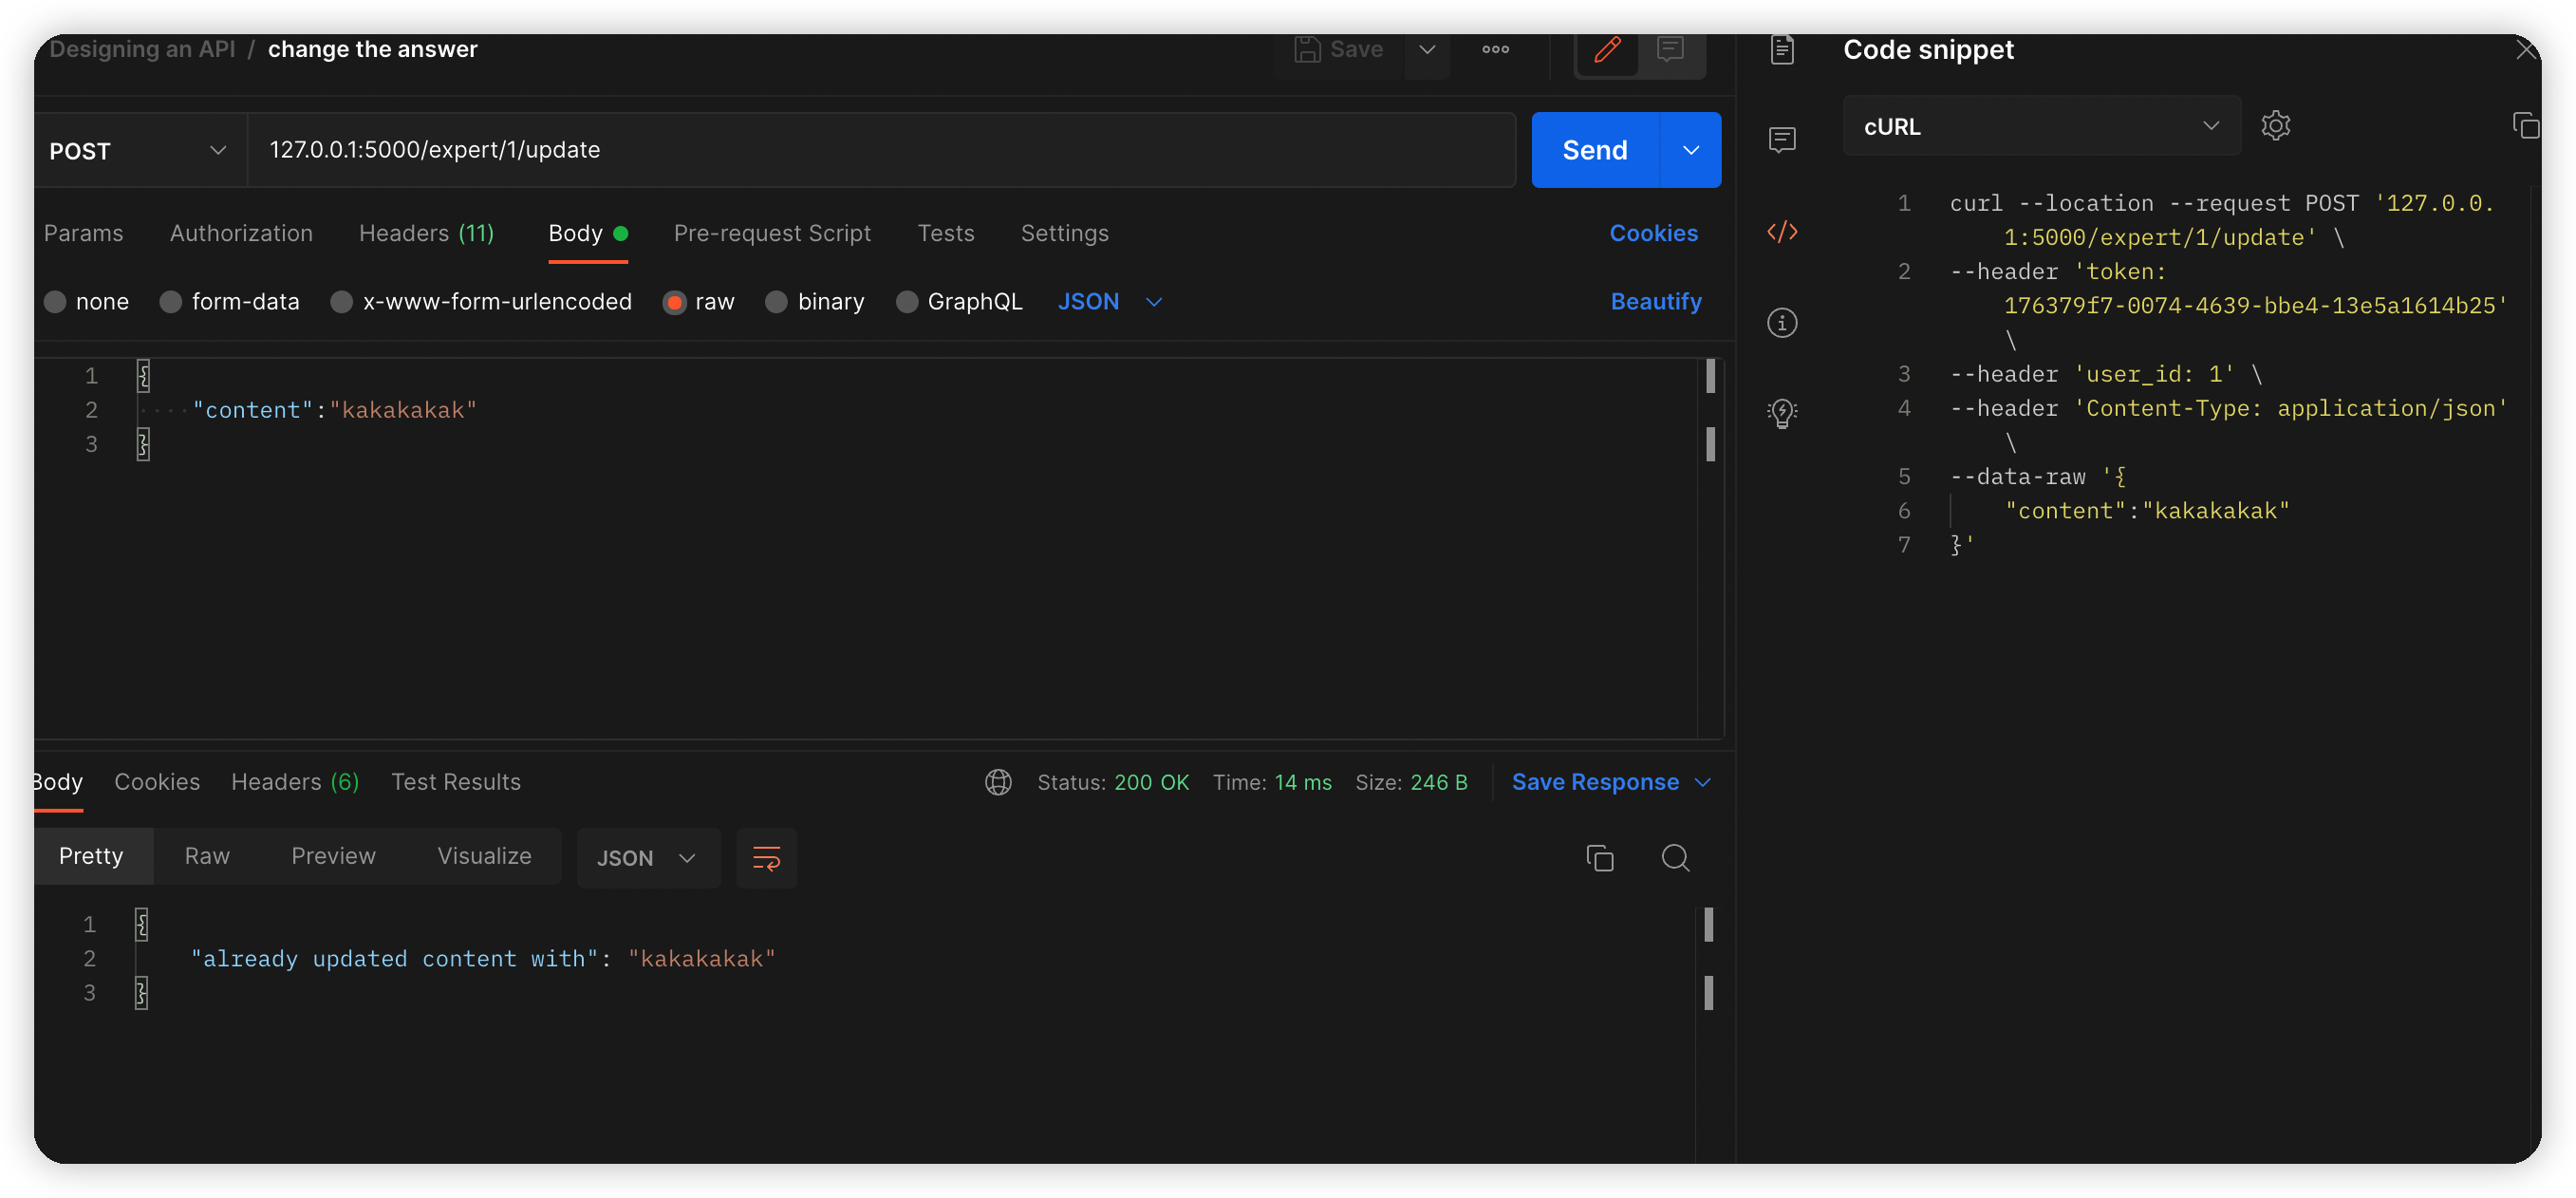 Designing an API / change the answer
Save
POST
127.0.0.1:5000/expert/1/update
Send
Params Authorization Headers (11) Body Pre-request Script Tests Settings Cookies
none form-data x-www-form-urlencoded raw binary GraphQL JSON Beautify
1 {
2 "content":"kakakakak"
3 }
Body Cookies Headers (6) Test Results Status: 200 OK Time: 14 ms Size: 246 B Save Response
Pretty Raw Preview Visualize JSON
1 {
2 "already updated content with": "kakakakak"
3 }
Code snippet
cURL
1 curl --location --request POST '127.0.0.
1:5000/expert/1/update' \
2 --header 'token:
176379f7-0074-4639-bbe4-13e5a1614b25'
\
3 --header 'user_id: 1' \
4 --header 'Content-Type: application/json'
\
5 --data-raw '{
6 "content":"kakakakak"
7 }'